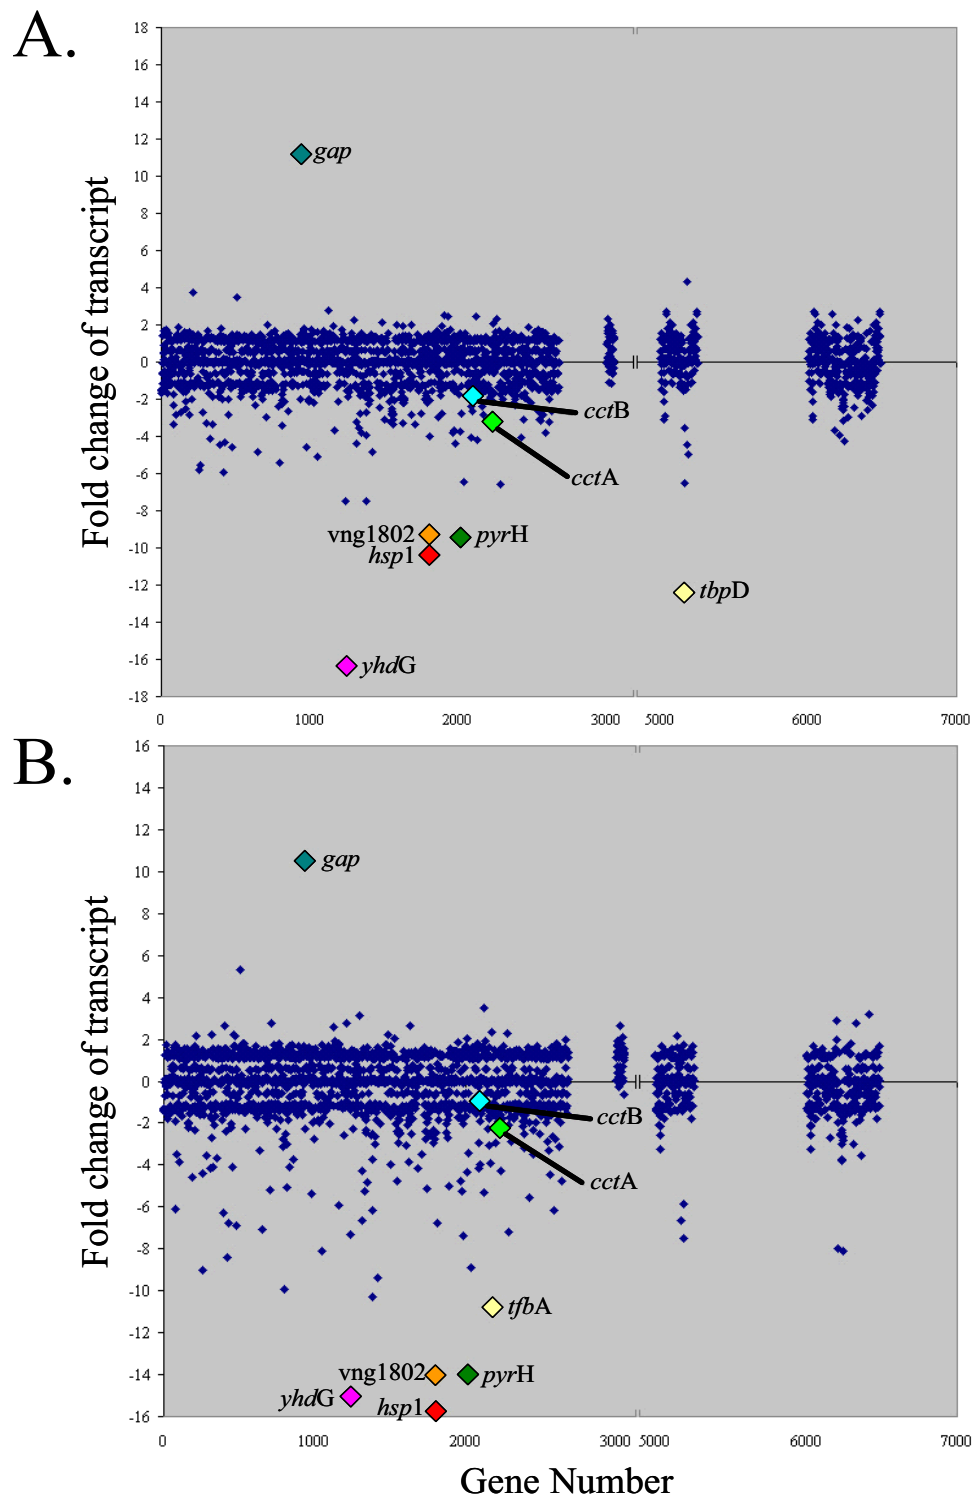 A.
18
16
14
12
10
8
6
4
2
0
-2
-4
-6
-8
-10
-12
-14
-16
-18
Fold change of transcript
gap
cctB
cctA
vng1802
pyrH
hsp1
tbpD
yhdG
0 1000 2000 3000 5000 6000 7000
B.
16
14
12
10
8
6
4
2
0
-2
-4
-6
-8
-10
-12
-14
-16
Fold change of transcript
gap
cctB
cctA
tfbA
vng1802
pyrH
yhdG
hsp1
0 1000 2000 3000 5000 6000 7000
Gene Number